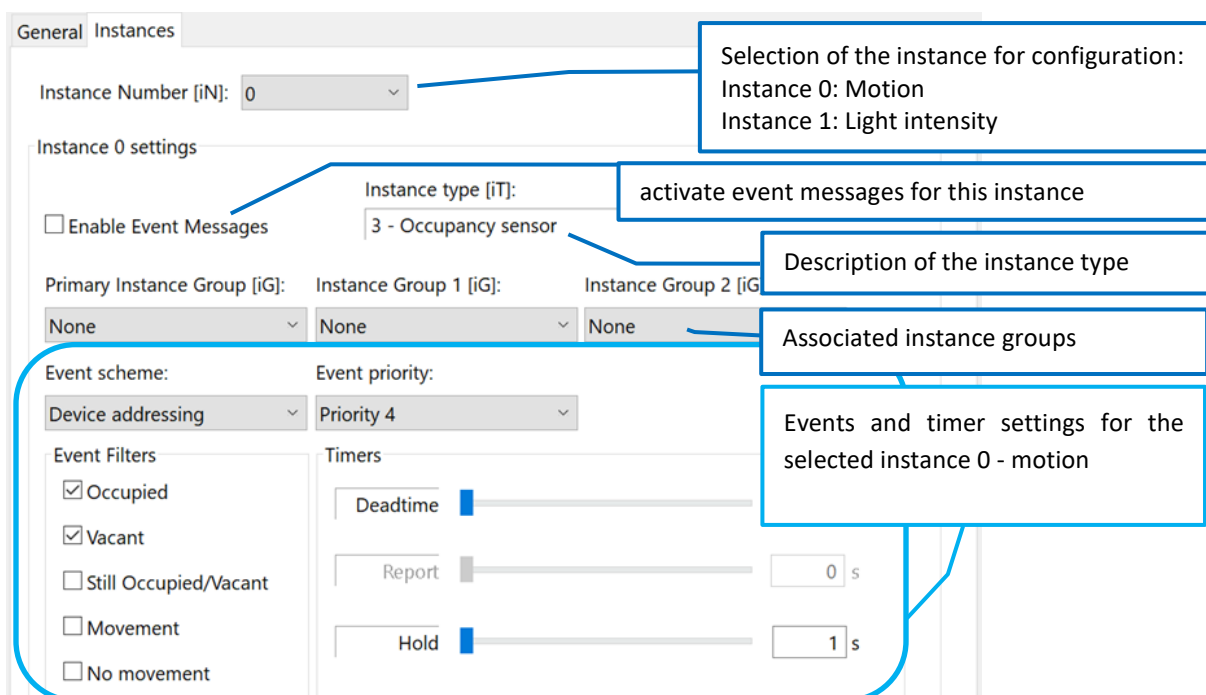 General Instances
Selection of the instance for configuration:
Instance 0: Motion
Instance 1: Light intensity
Instance Number [iN]: 0
Instance 0 settings
Instance type [iT]:
activate event messages for this instance
Enable Event Messages
3 - Occupancy sensor
Description of the instance type
Primary Instance Group [iG]: Instance Group 1 [iG]: Instance Group 2 [iG
None None None
Associated instance groups
Event scheme: Event priority:
Device addressing Priority 4
Events and timer settings for the
selected instance 0 - motion
Event Filters Timers
Occupied
Deadtime
Vacant
Report 0 s
Still Occupied/Vacant
Movement
Hold 1 s
No movement